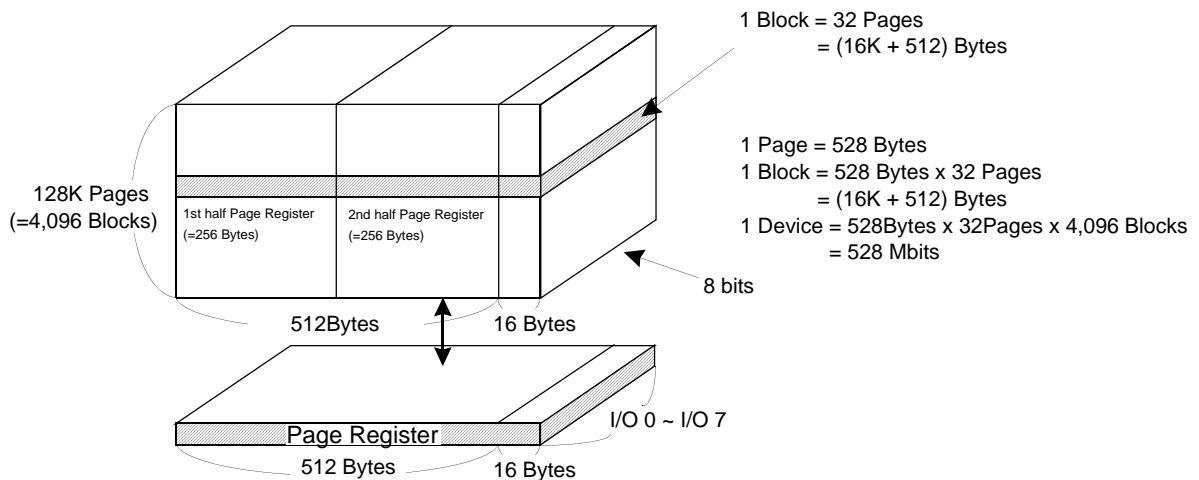 1 Block = 32 Pages
= (16K + 512) Bytes
1 Page = 528 Bytes
1 Block = 528 Bytes x 32 Pages
= (16K + 512) Bytes
1 Device = 528Bytes x 32Pages x 4,096 Blocks
= 528 Mbits
128K Pages
(=4,096 Blocks)
1st half Page Register
(=256 Bytes)
2nd half Page Register
(=256 Bytes)
8 bits
512Bytes
16 Bytes
I/O 0 ~ I/O 7
Page Register
512 Bytes
16 Bytes